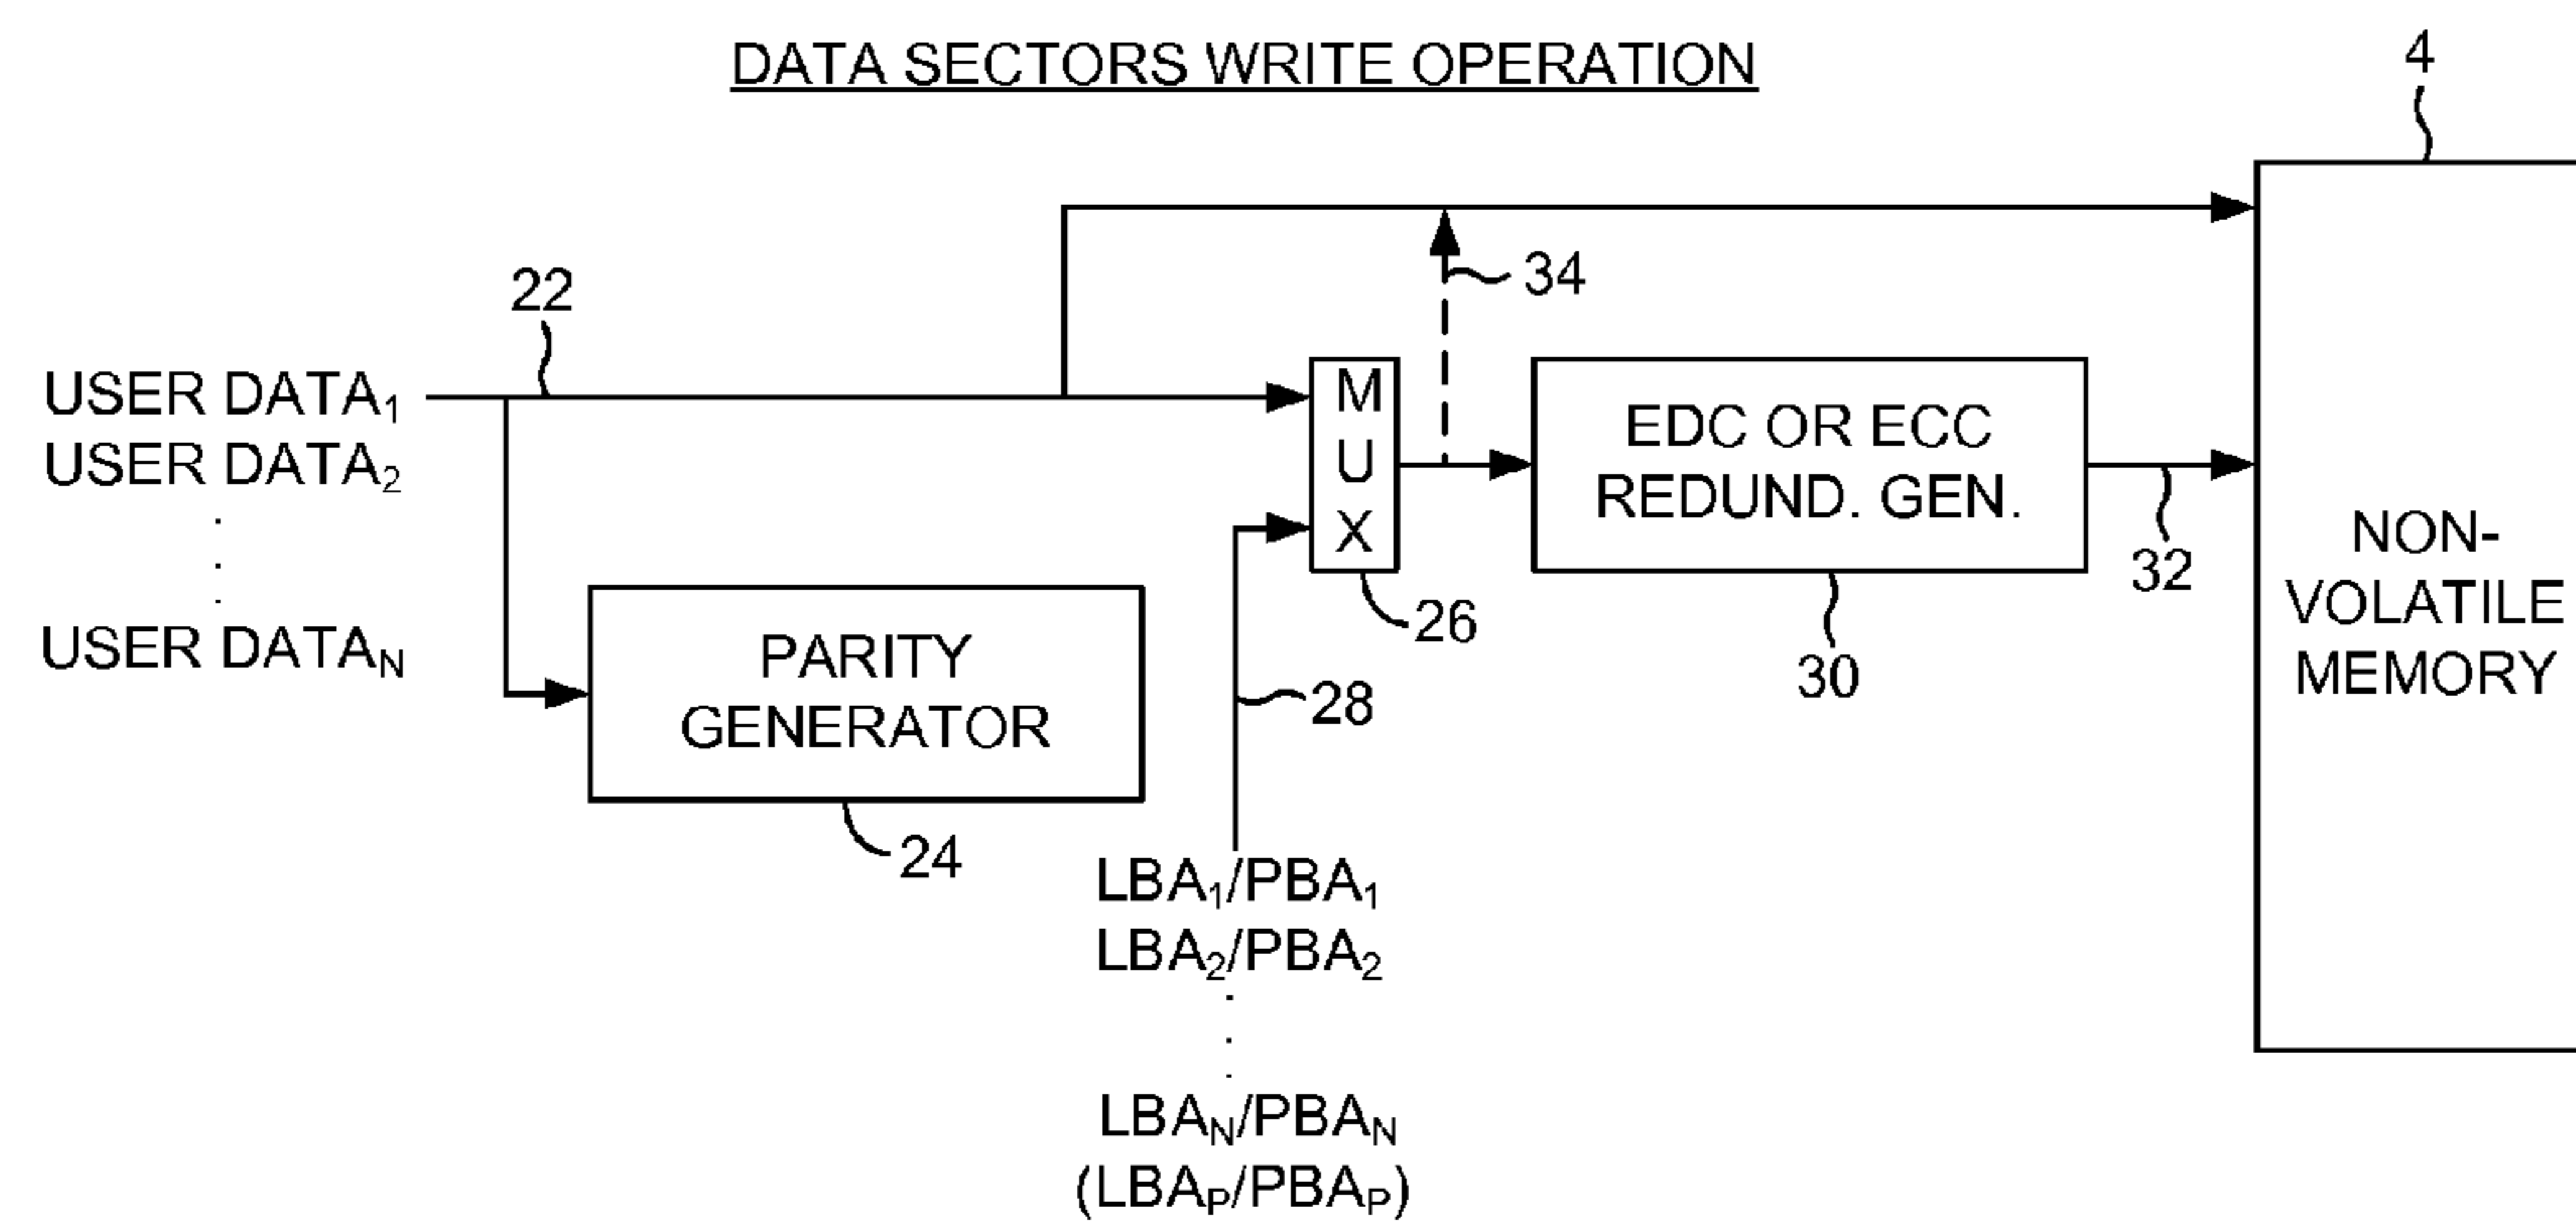 DATA SECTORS WRITE OPERATION
4
22
34
USER DATA1
USER DATA2
.
.
.
USER DATAN
MUX
EDC OR ECC
REDUND. GEN.
32
NON-
VOLATILE
MEMORY
26
30
PARITY
GENERATOR
28
24
LBA1/PBA1
LBA2/PBA2
.
.
.
LBAN/PBAN
(LBAP/PBAP)